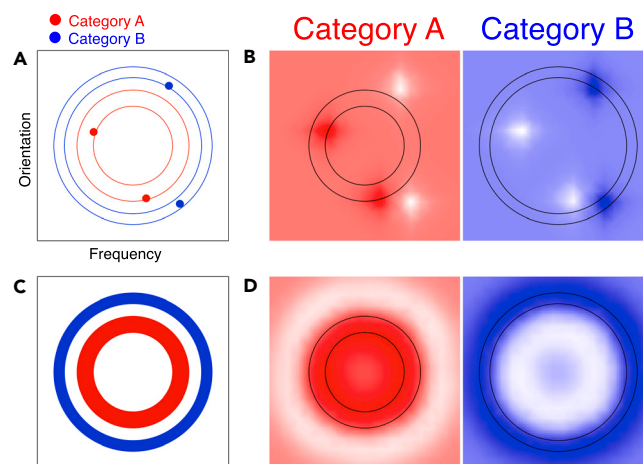 Category A
Category B
Category A Category B
A
B
Orientation
Frequency
C
D